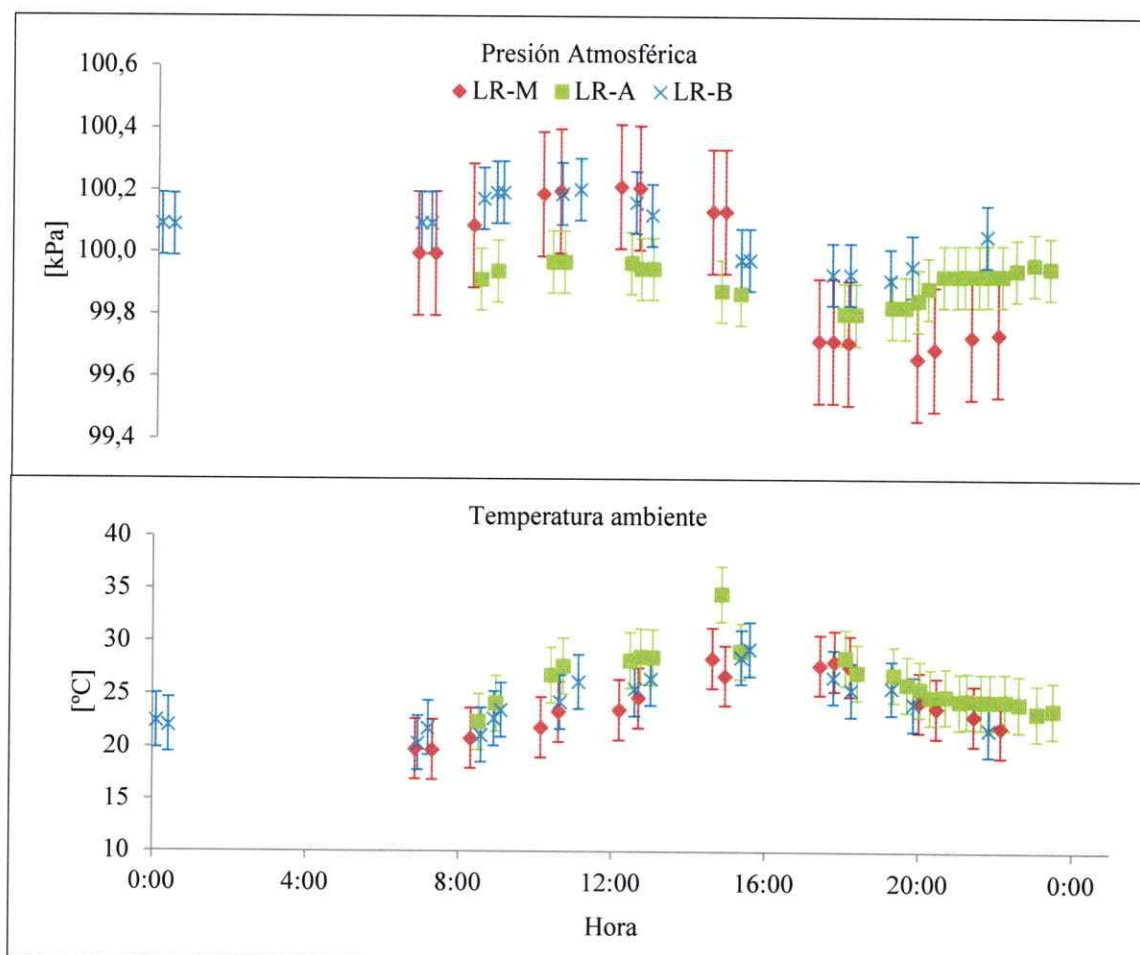 Presión Atmosférica
LR-M LR-A LR-B
100,6
100,4
100,2
100,0
99,8
99,6
99,4
[kPa]
Temperatura ambiente
40
35
30
25
20
15
10
[ºC]
0:00 4:00 8:00 12:00 16:00 20:00 0:00
Hora